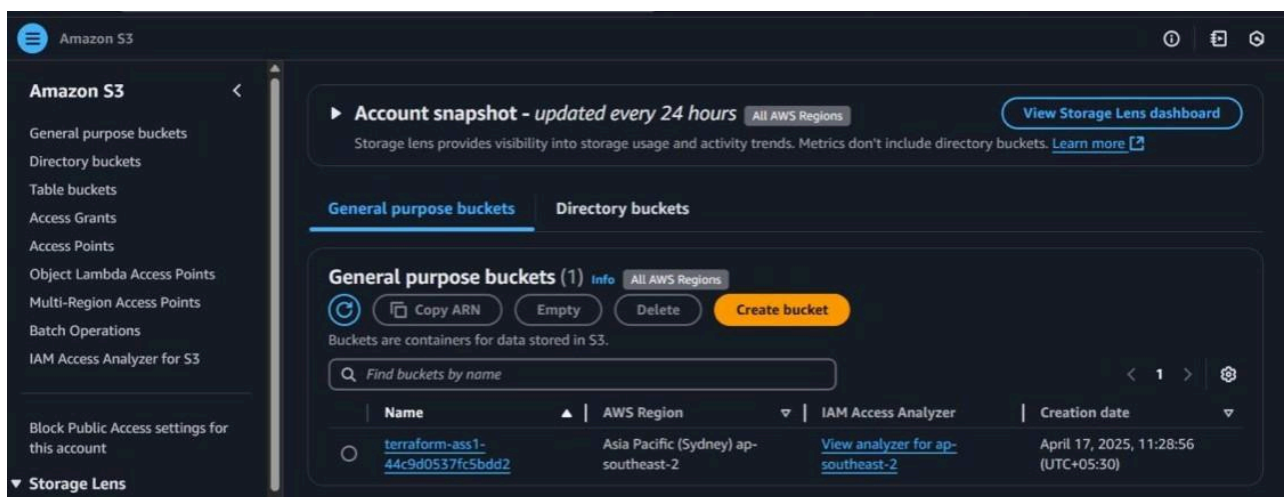 Amazon S3
Amazon S3
General purpose buckets
Directory buckets
Table buckets
Access Grants
Access Points
Object Lambda Access Points
Multi-Region Access Points
Batch Operations
IAM Access Analyzer for S3
Block Public Access settings for
this account
Storage Lens
Account snapshot - updated every 24 hours All AWS Regions
View Storage Lens dashboard
Storage lens provides visibility into storage usage and activity trends. Metrics don't include directory buckets. Learn more
General purpose buckets Directory buckets
General purpose buckets (1) Info All AWS Regions
Copy ARN Empty Delete Create bucket
Buckets are containers for data stored in S3.
Find buckets by name
1
Name AWS Region IAM Access Analyzer Creation date
terraform-ass1- Asia Pacific (Sydney) ap- View analyzer for ap- April 17, 2025, 11:28:56
44c9d0537fc5bdd2 southeast-2 southeast-2 (UTC+05:30)